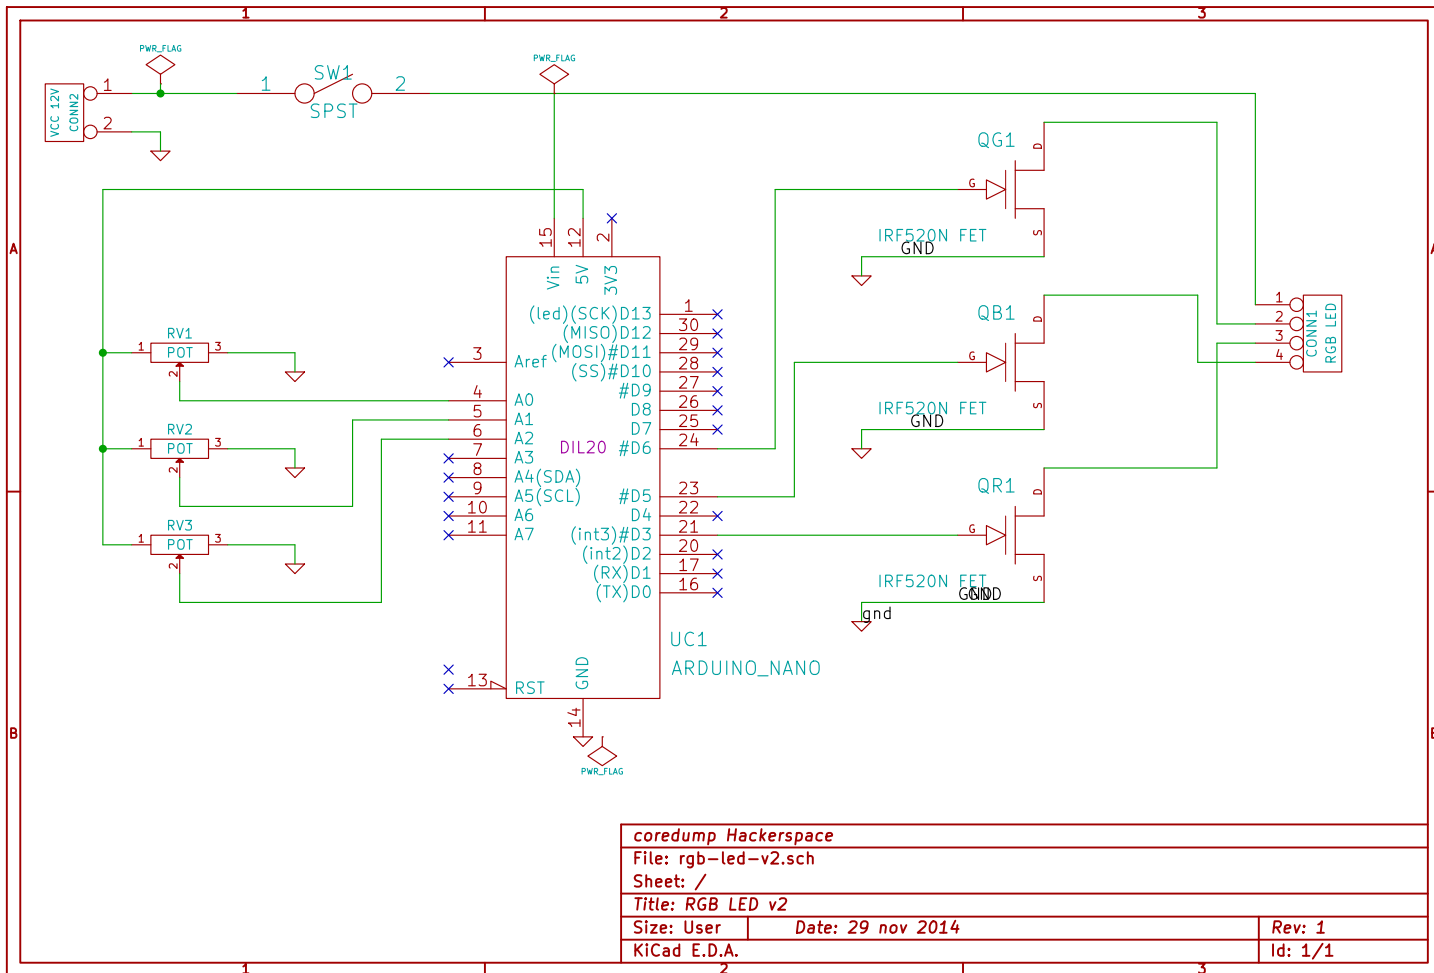 1
2
3
PWR_FLAG
PWR_FLAG
VCC 12V
CONN2
1
2
1
SW1
2
SPST
QG1
D
G
S
IRF520N FET
GND
A
A
15
12
2
Vin
5V
3V3
QB1
D
G
S
IRF520N FET
GND
1
2
3
4
CONN1
RGB LED
RV1
1
POT
3
2
RV2
1
POT
3
2
RV3
1
POT
3
2
3
Aref
4
A0
5
A1
6
A2
7
A3
8
A4(SDA)
9
A5(SCL)
10
A6
11
A7
13
RST
DIL20
(led)(SCK)D13
1
(MISO)D12
30
(MOSI)#D11
29
(SS)#D10
28
#D9
27
D8
26
D7
25
#D6
24
#D5
23
D4
22
(int3)#D3
21
(int2)D2
20
(RX)D1
17
(TX)D0
16
QR1
D
G
S
IRF520N FET
GND
GND
gnd
UC1
ARDUINO_NANO
GND
14
PWR_FLAG
B
coredump Hackerspace
File: rgb-led-v2.sch
Sheet: /
Title: RGB LED v2
Size: User
Date: 29 nov 2014
Rev: 1
KiCad E.D.A.
Id: 1/1
1
2
3